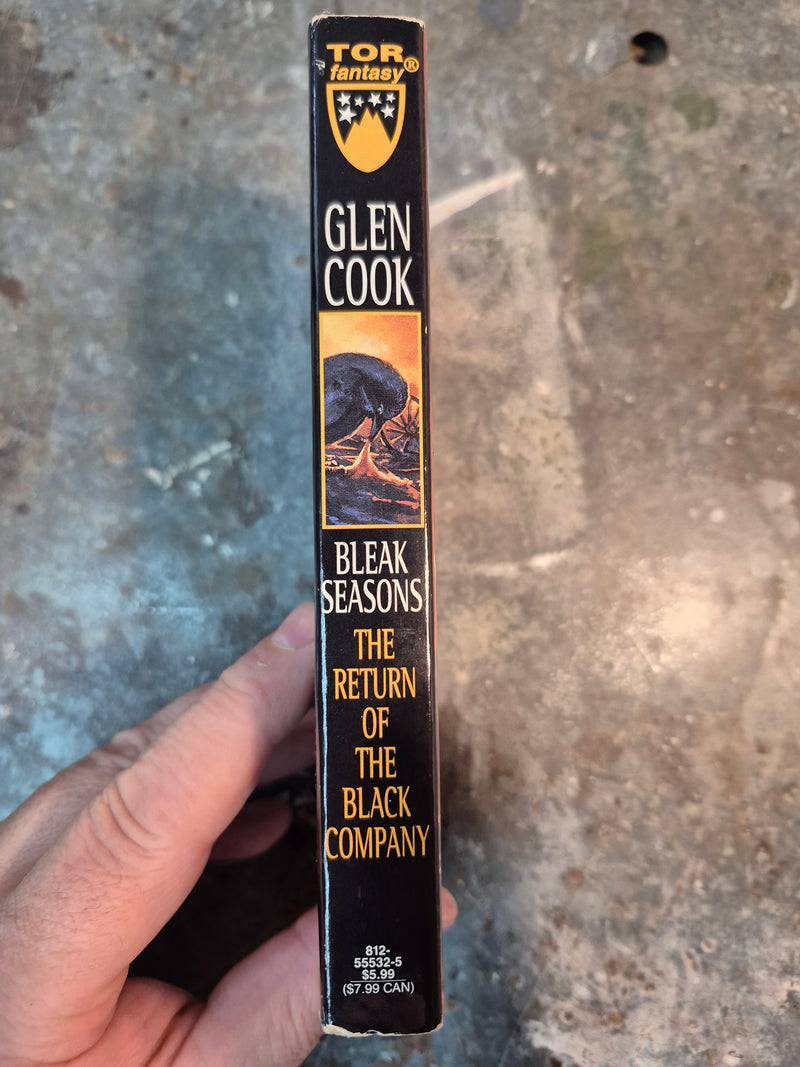 TOR
fantasy®
GLEN
COOK
BLEAK
SEASONS
THE
RETURN
OF
THE
BLACK
COMPANY
812-
55532-5
$5.99
($7.99 CAN)